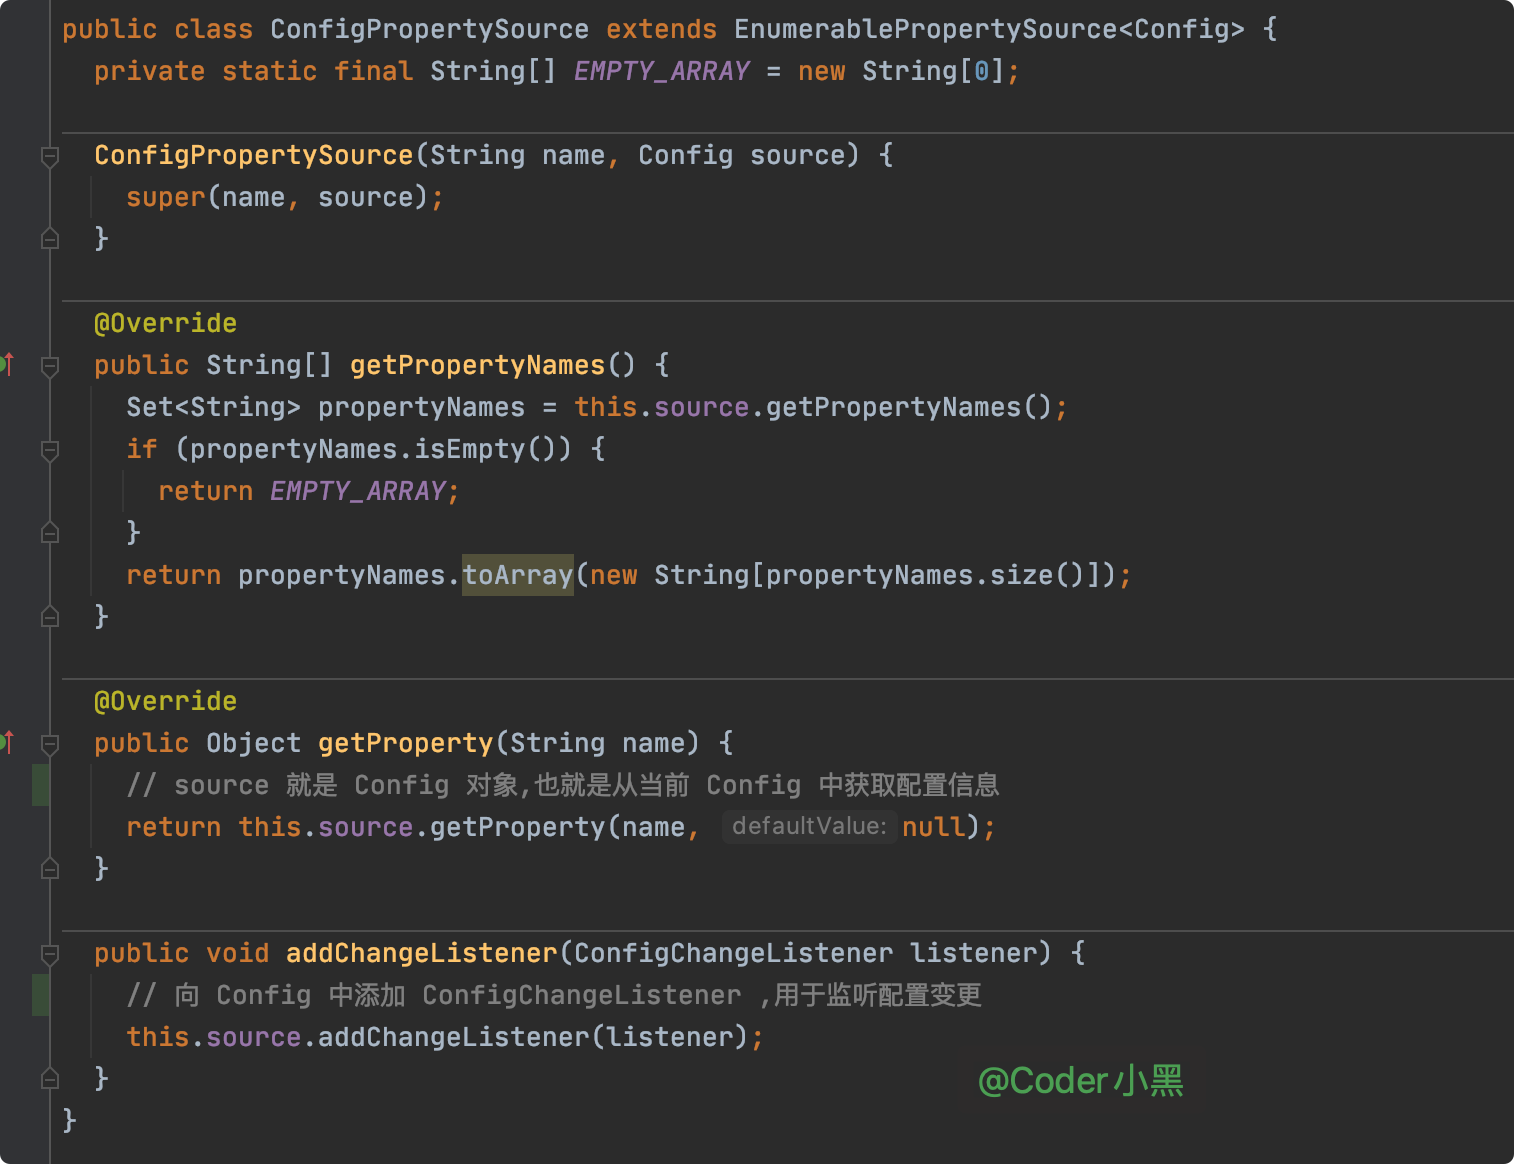 public class ConfigPropertySource extends EnumerablePropertySource<Config> {
private static final String[] EMPTY_ARRAY = new String[0];
ConfigPropertySource(String name, Config source) {
super(name, source);
}
@Override
public String[] getPropertyNames() {
Set<String> propertyNames = this.source.getPropertyNames();
if (propertyNames.isEmpty()) {
return EMPTY_ARRAY;
}
return propertyNames.toArray(new String[propertyNames.size()]);
}
@Override
public Object getProperty(String name) {
// source 就是 Config 对象,也就是从当前 Config 中获取配置信息
return this.source.getProperty(name, defaultValue: null);
}
public void addChangeListener(ConfigChangeListener listener) {
// 向 Config 中添加 ConfigChangeListener ,用于监听配置变更
this.source.addChangeListener(listener);
}
@Coder小黑
}